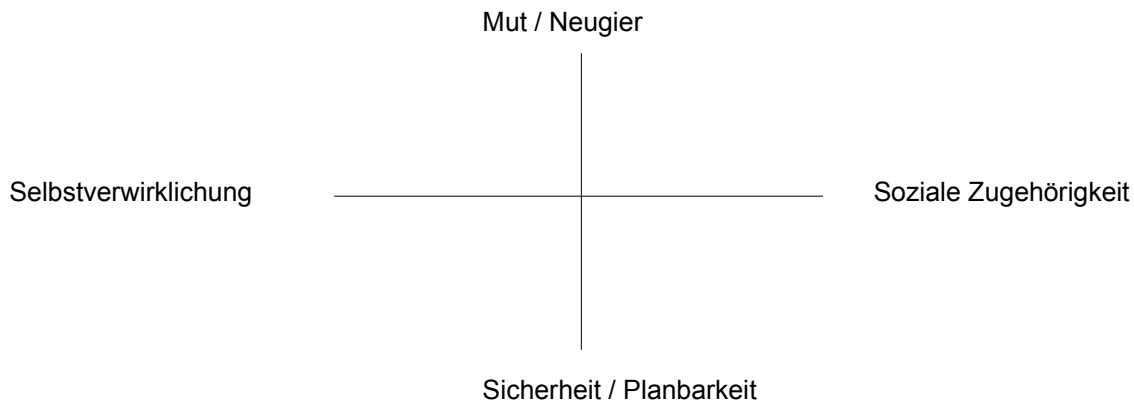 Mut / Neugier
Selbstverwirklichung
Soziale Zugehörigkeit
Sicherheit / Planbarkeit